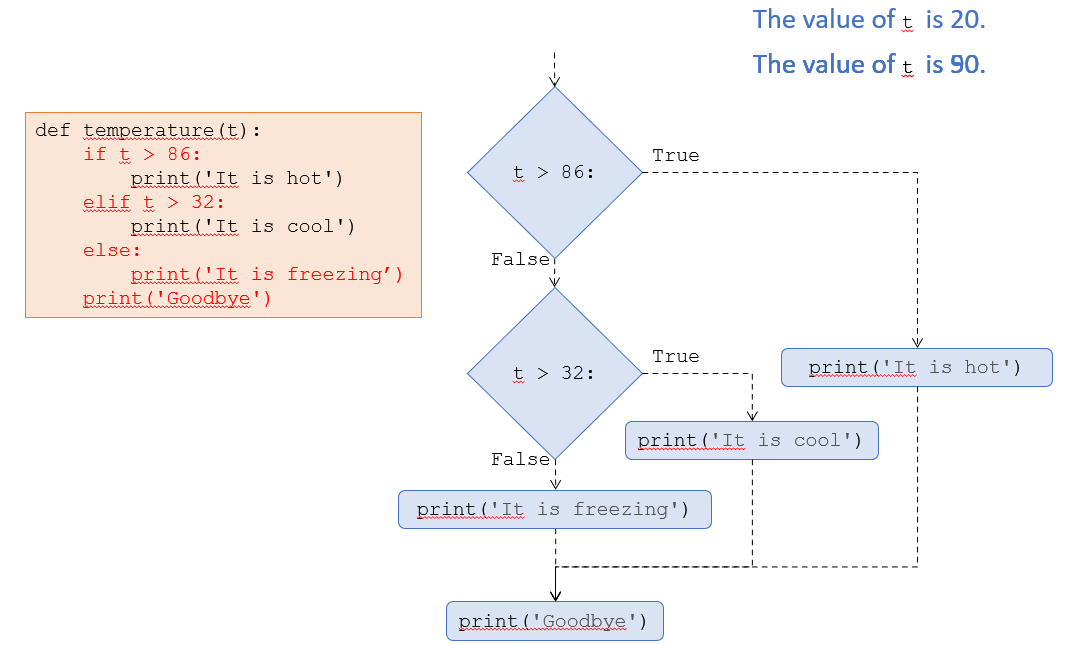 The value of t is 20.
The value of t is 90.
def temperature(t):
    if t > 86:
        print('It is hot')
    elif t > 32:
        print('It is cool')
    else:
        print('It is freezing’)
    print('Goodbye')
t > 86:
True
False
t > 32:
True
print('It is hot')
print('It is cool')
False
print('It is freezing')
print('Goodbye')